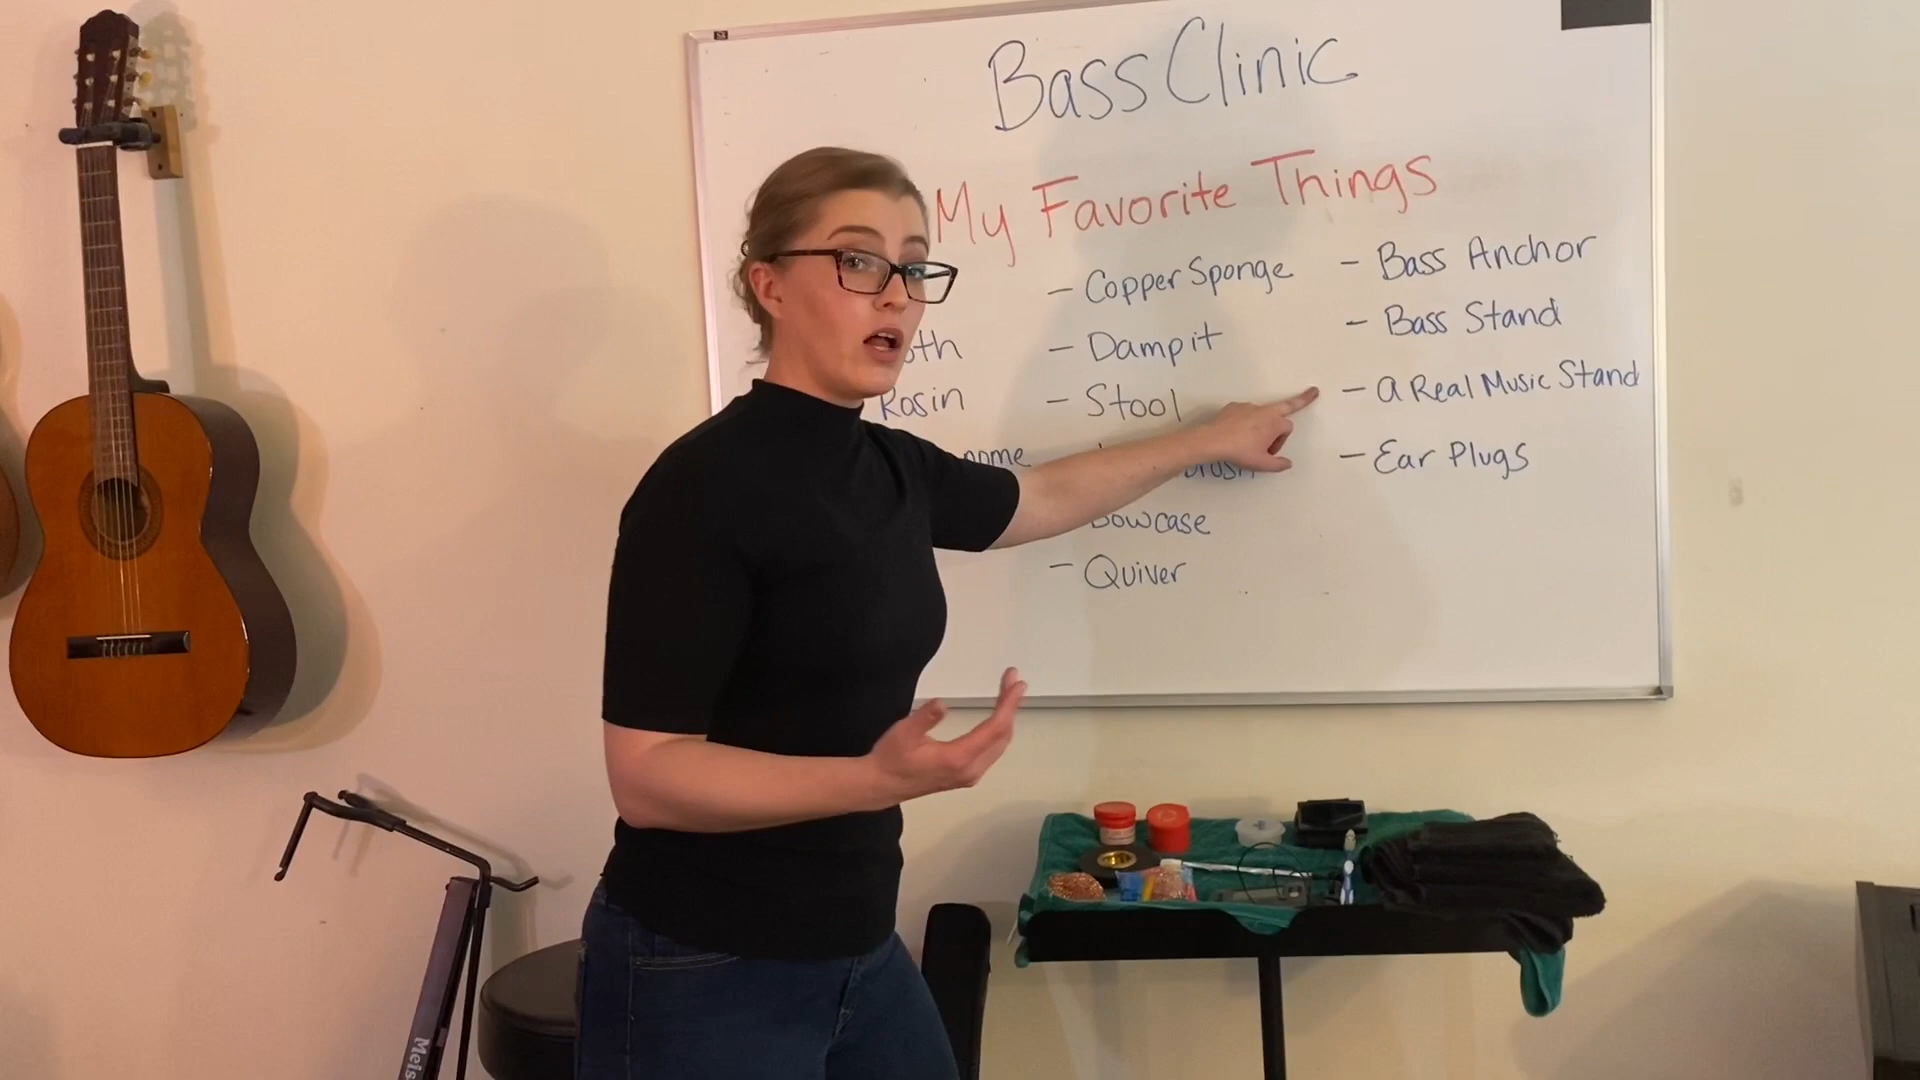 Bass Clinic
My Favorite Things
Rosin
- Copper Sponge
- Dampit
- Stool
Bowcase
- Quiver
- Bass Anchor
- Bass Stand
- a Real Music Stand
- Ear Plugs